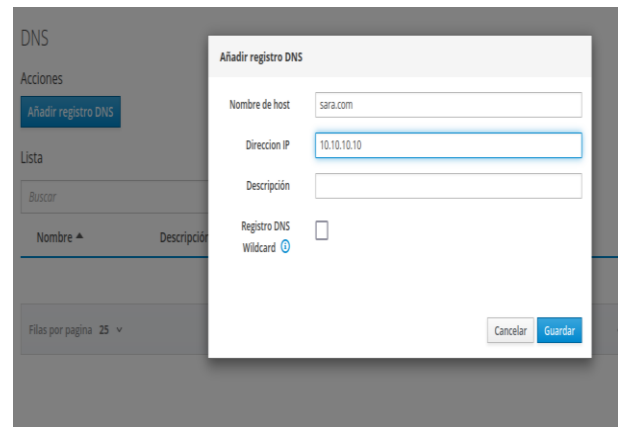 DNS
Acciones
Añadir registro DNS
Lista
Buscar
Nombre Descripción
Filas por pagina 25
Añadir registro DNS
Nombre de host sara.com
Direccion IP 10.10.10.10
Descripción
Registro DNS
Wildcard
Cancelar Guardar